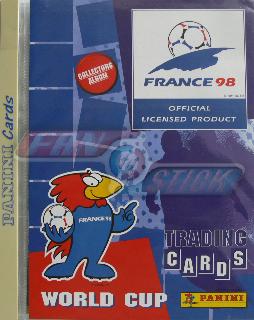 PANINI Cards
COLLECTORS
ALBUM
FRANCE 98
OFFICIAL
LICENSED PRODUCT
FRANCE 98
TRADING
CARDS
WORLD CUP
PANINI